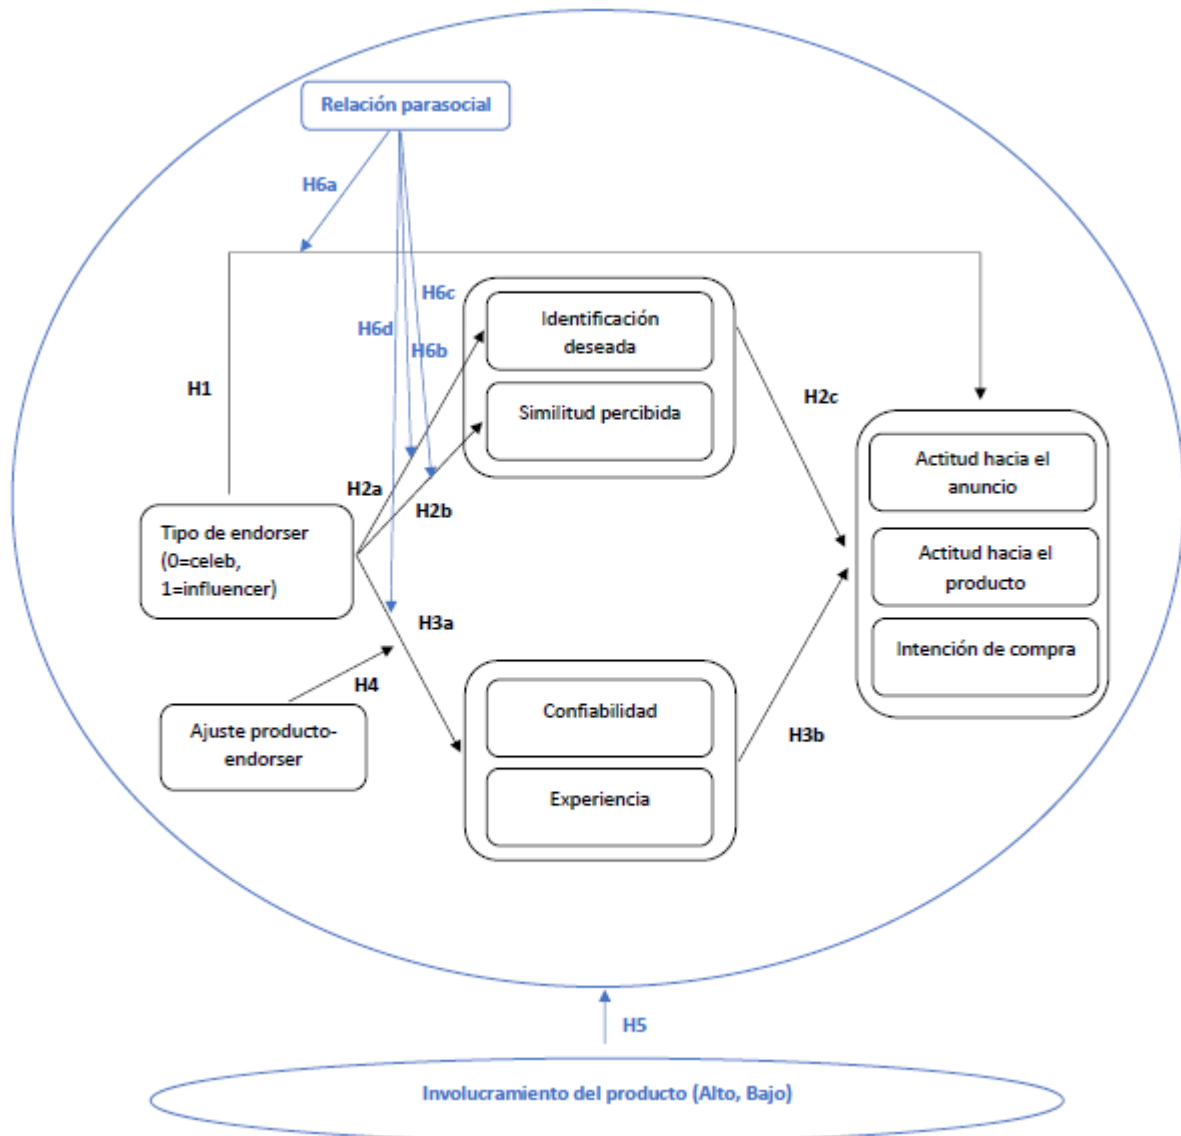 Relación parasocial
H6a
H6c
H6d
H6b
H1
Identificación
deseada
Similitud percibida
H2c
H2a
H2b
Actitud hacia el
anuncio
Actitud hacia el
producto
Intención de compra
Tipo de endorser
(0=celeb,
1=influencer)
H3a
H4
Ajuste producto-
endorser
Confiabilidad
Experiencia
H3b
H5
Involucramiento del producto (Alto, Bajo)